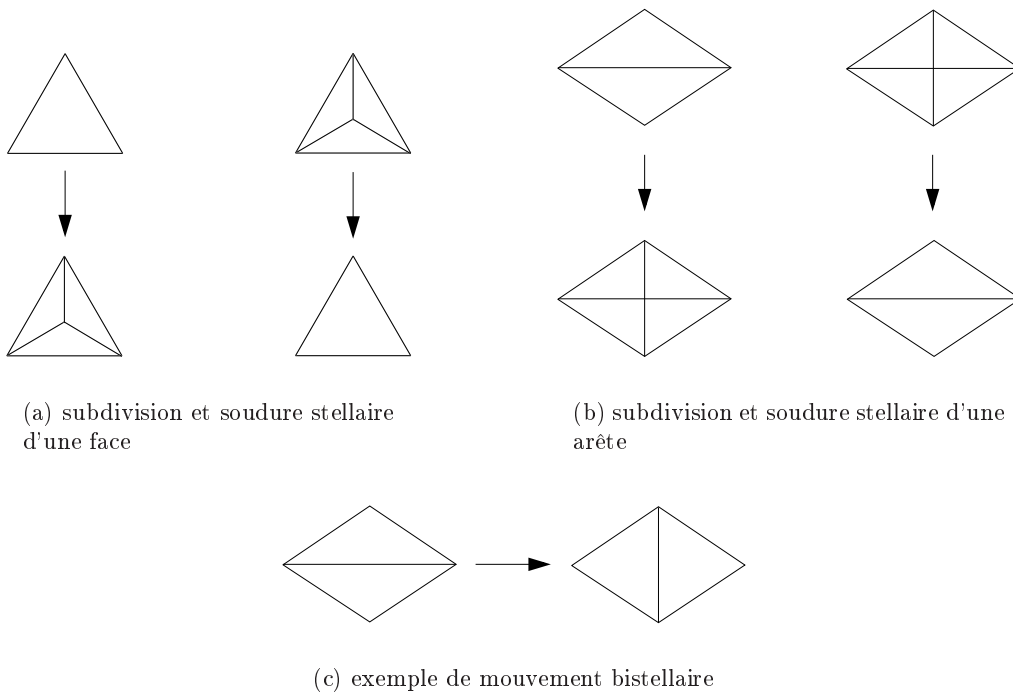 (a) subdivision et soudure stellaire
d'une face
(b) subdivision et soudure stellaire d'une
arête
(c) exemple de mouvement bistellaire